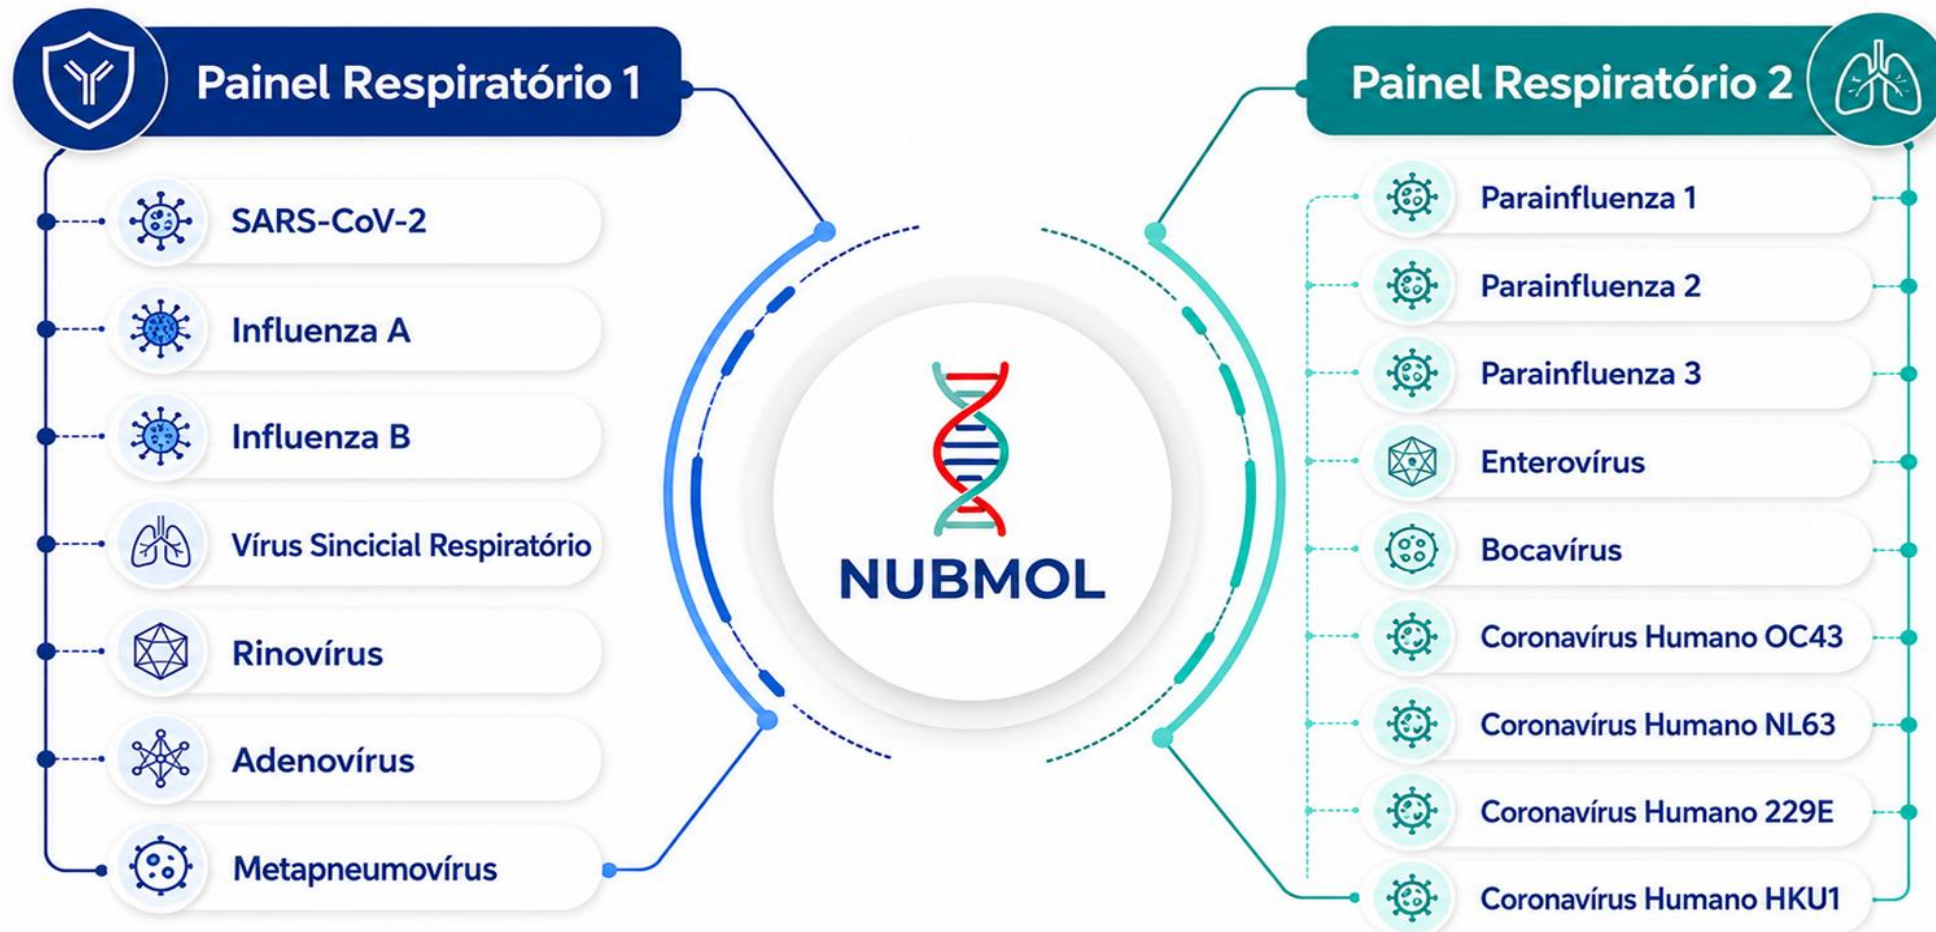 Painel Respiratório 1
SARS-CoV-2
Influenza A
Influenza B
Vírus Sincicial Respiratório
Rinovírus
Adenovírus
Metapneumovírus
NUBMOL
Painel Respiratório 2
Parainfluenza 1
Parainfluenza 2
Parainfluenza 3
Enterovírus
Bocavírus
Coronavírus Humano OC43
Coronavírus Humano NL63
Coronavírus Humano 229E
Coronavírus Humano HKU1